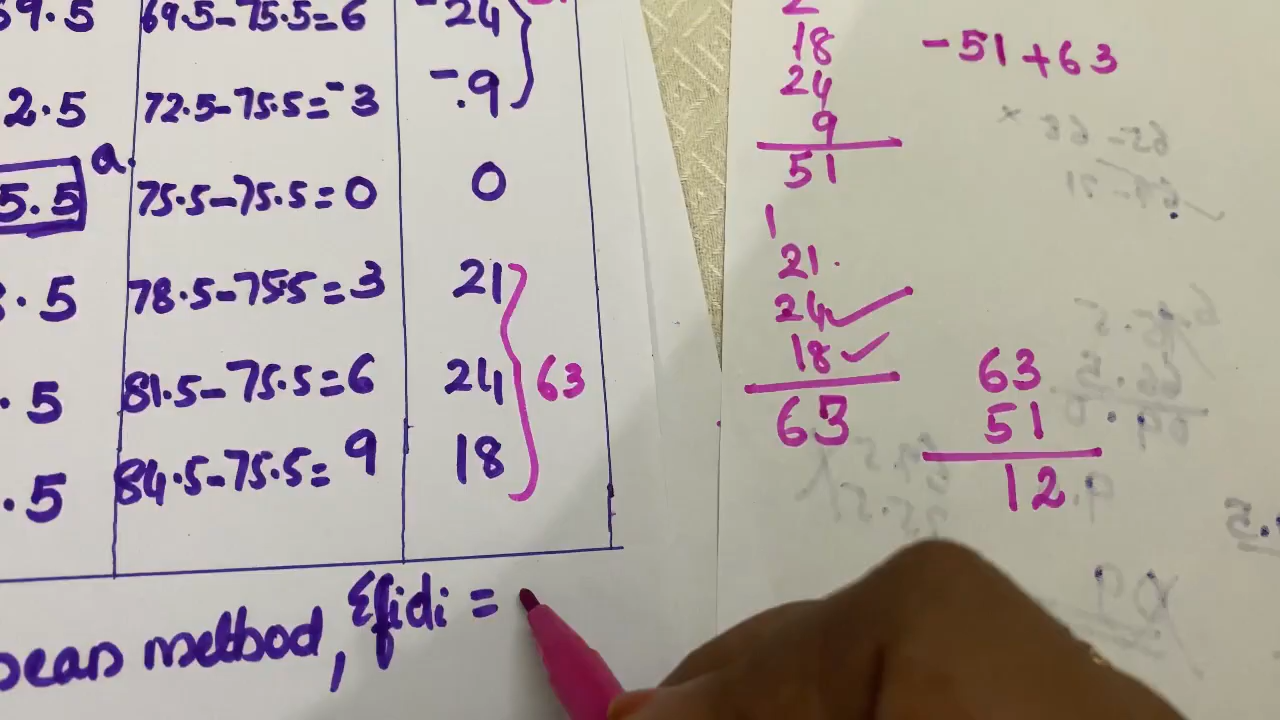 69.5 69.5-75.5=6 -24
2.5 72.5-75.5=-3 -.9
a.
5.5 75.5-75.5=0 0
.5 78.5-75.5=3 21
.5 81.5-75.5=6 24 63
.5 84.5-75.5=9 18
mean method, Σfidi =
2
18
24
9
51
1
21.
24
18
63
-51+63
63
51
12